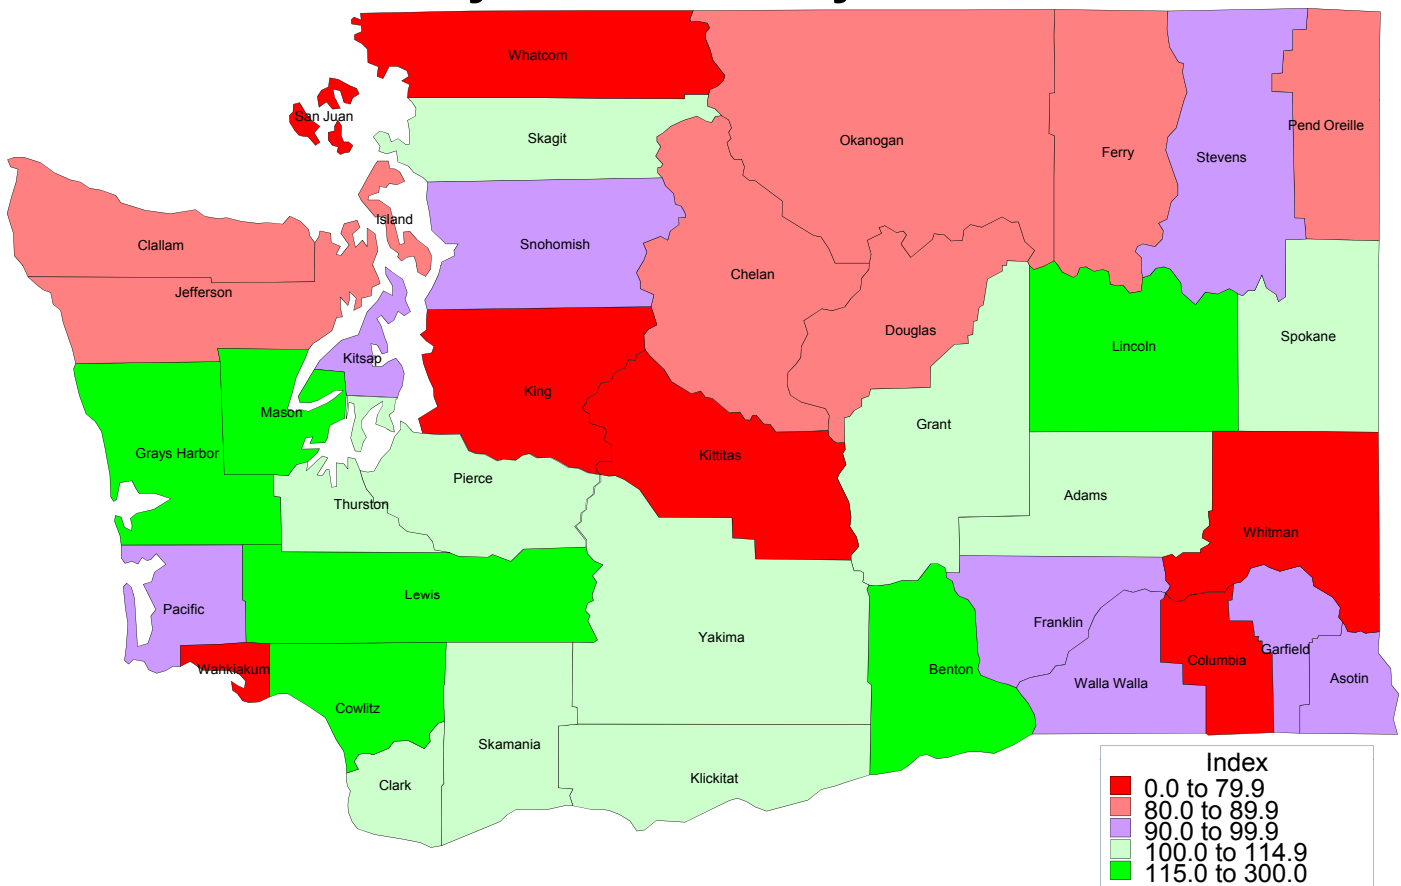 Whatcom
San Juan
Skagit
Okanogan
Ferry
Stevens
Pend Oreille
Island
Clallam
Snohomish
Chelan
Jefferson
Douglas
Lincoln
Spokane
Kitsap
King
Mason
Grant
Grays Harbor
Kittitas
Pierce
Thurston
Adams
Whitman
Lewis
Pacific
Franklin
Yakima
Garfield
Columbia
Wahkiakum
Benton
Asotin
Walla Walla
Cowlitz
Skamania
Klickitat
Clark
Index
0.0 to 79.9
80.0 to 89.9
90.0 to 99.9
100.0 to 114.9
115.0 to 300.0